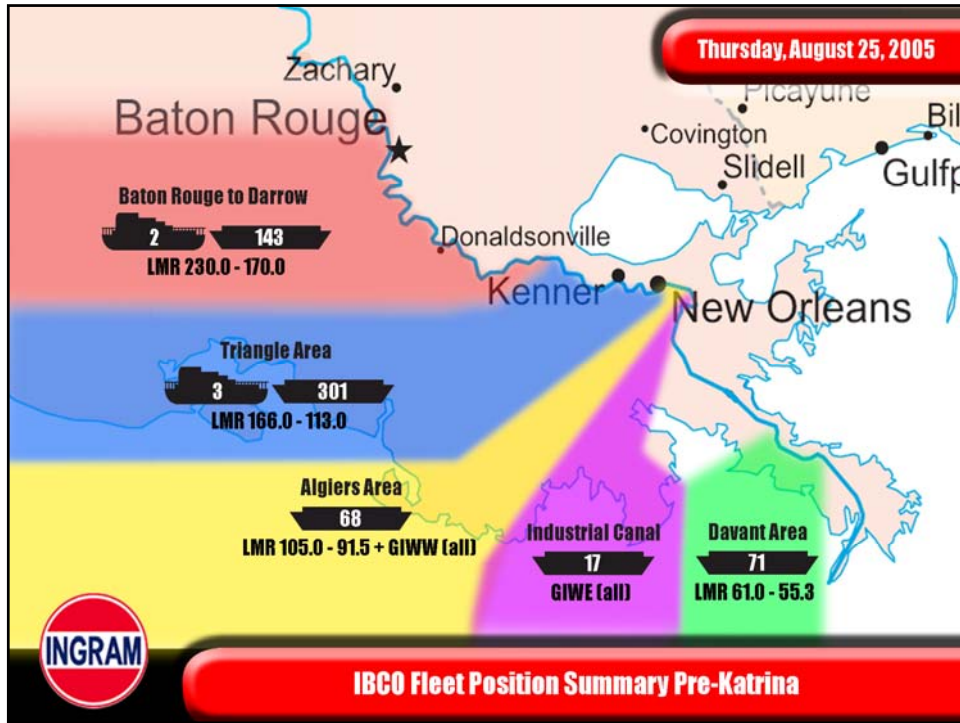 Thursday, August 25, 2005
Zachary
Picayune
Baton Rouge
Covington
Bil
Slidell
Gulfp
Baton Rouge to Darrow
2 143
LMR 230.0 - 170.0
Donaldsonville
Kenner
New Orleans
Triangle Area
3 301
LMR 166.0 - 113.0
Algiers Area
68
LMR 105.0 - 91.5 + GIWW (all)
Industrial Canal
17
GIWE (all)
Davant Area
71
LMR 61.0 - 55.3
INGRAM
IBCO Fleet Position Summary Pre-Katrina